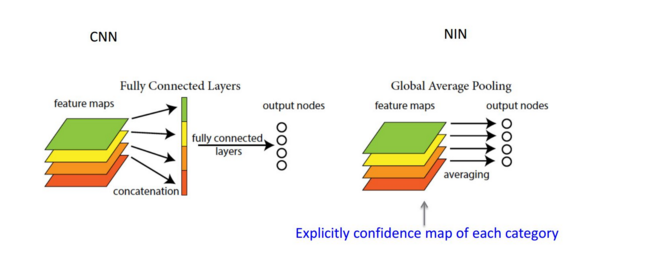 CNN
NIN
Fully Connected Layers
feature maps
output nodes
fully connected
layers
concatenation
Global Average Pooling
feature maps
output nodes
averaging
Explicitly confidence map of each category